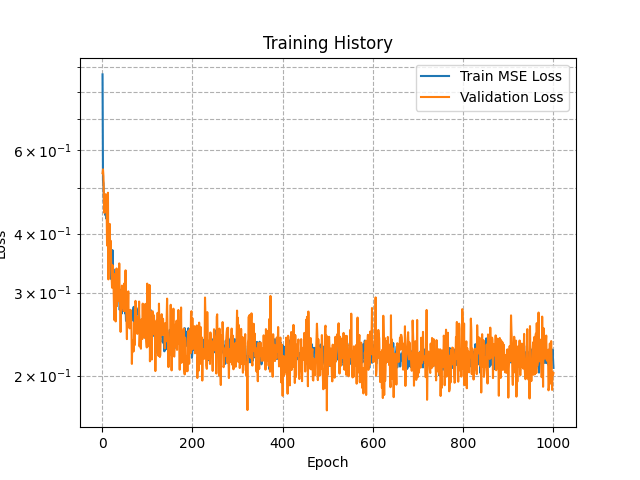 Training History
Train MSE Loss
Validation Loss
6 × 10⁻¹
4 × 10⁻¹
3 × 10⁻¹
2 × 10⁻¹
Loss
0 200 400 600 800 1000
Epoch